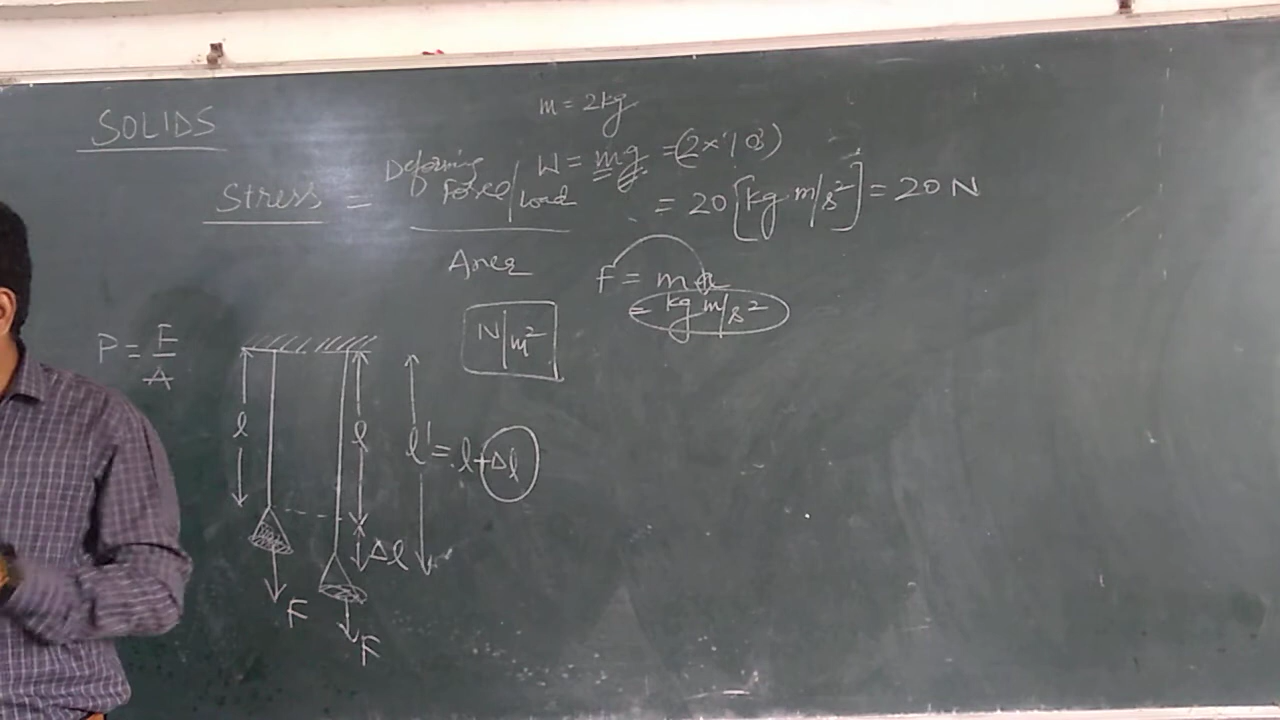 SOLIDS
m = 2kg
W = mg = (2×10)
= 20 [kg m/s²] = 20 N
Stress = Deforming Force/Load
Area
F = ma
= kg m/s²
N/m²
P = F/A
l
l
l' = l+Δl
Δl
F
F